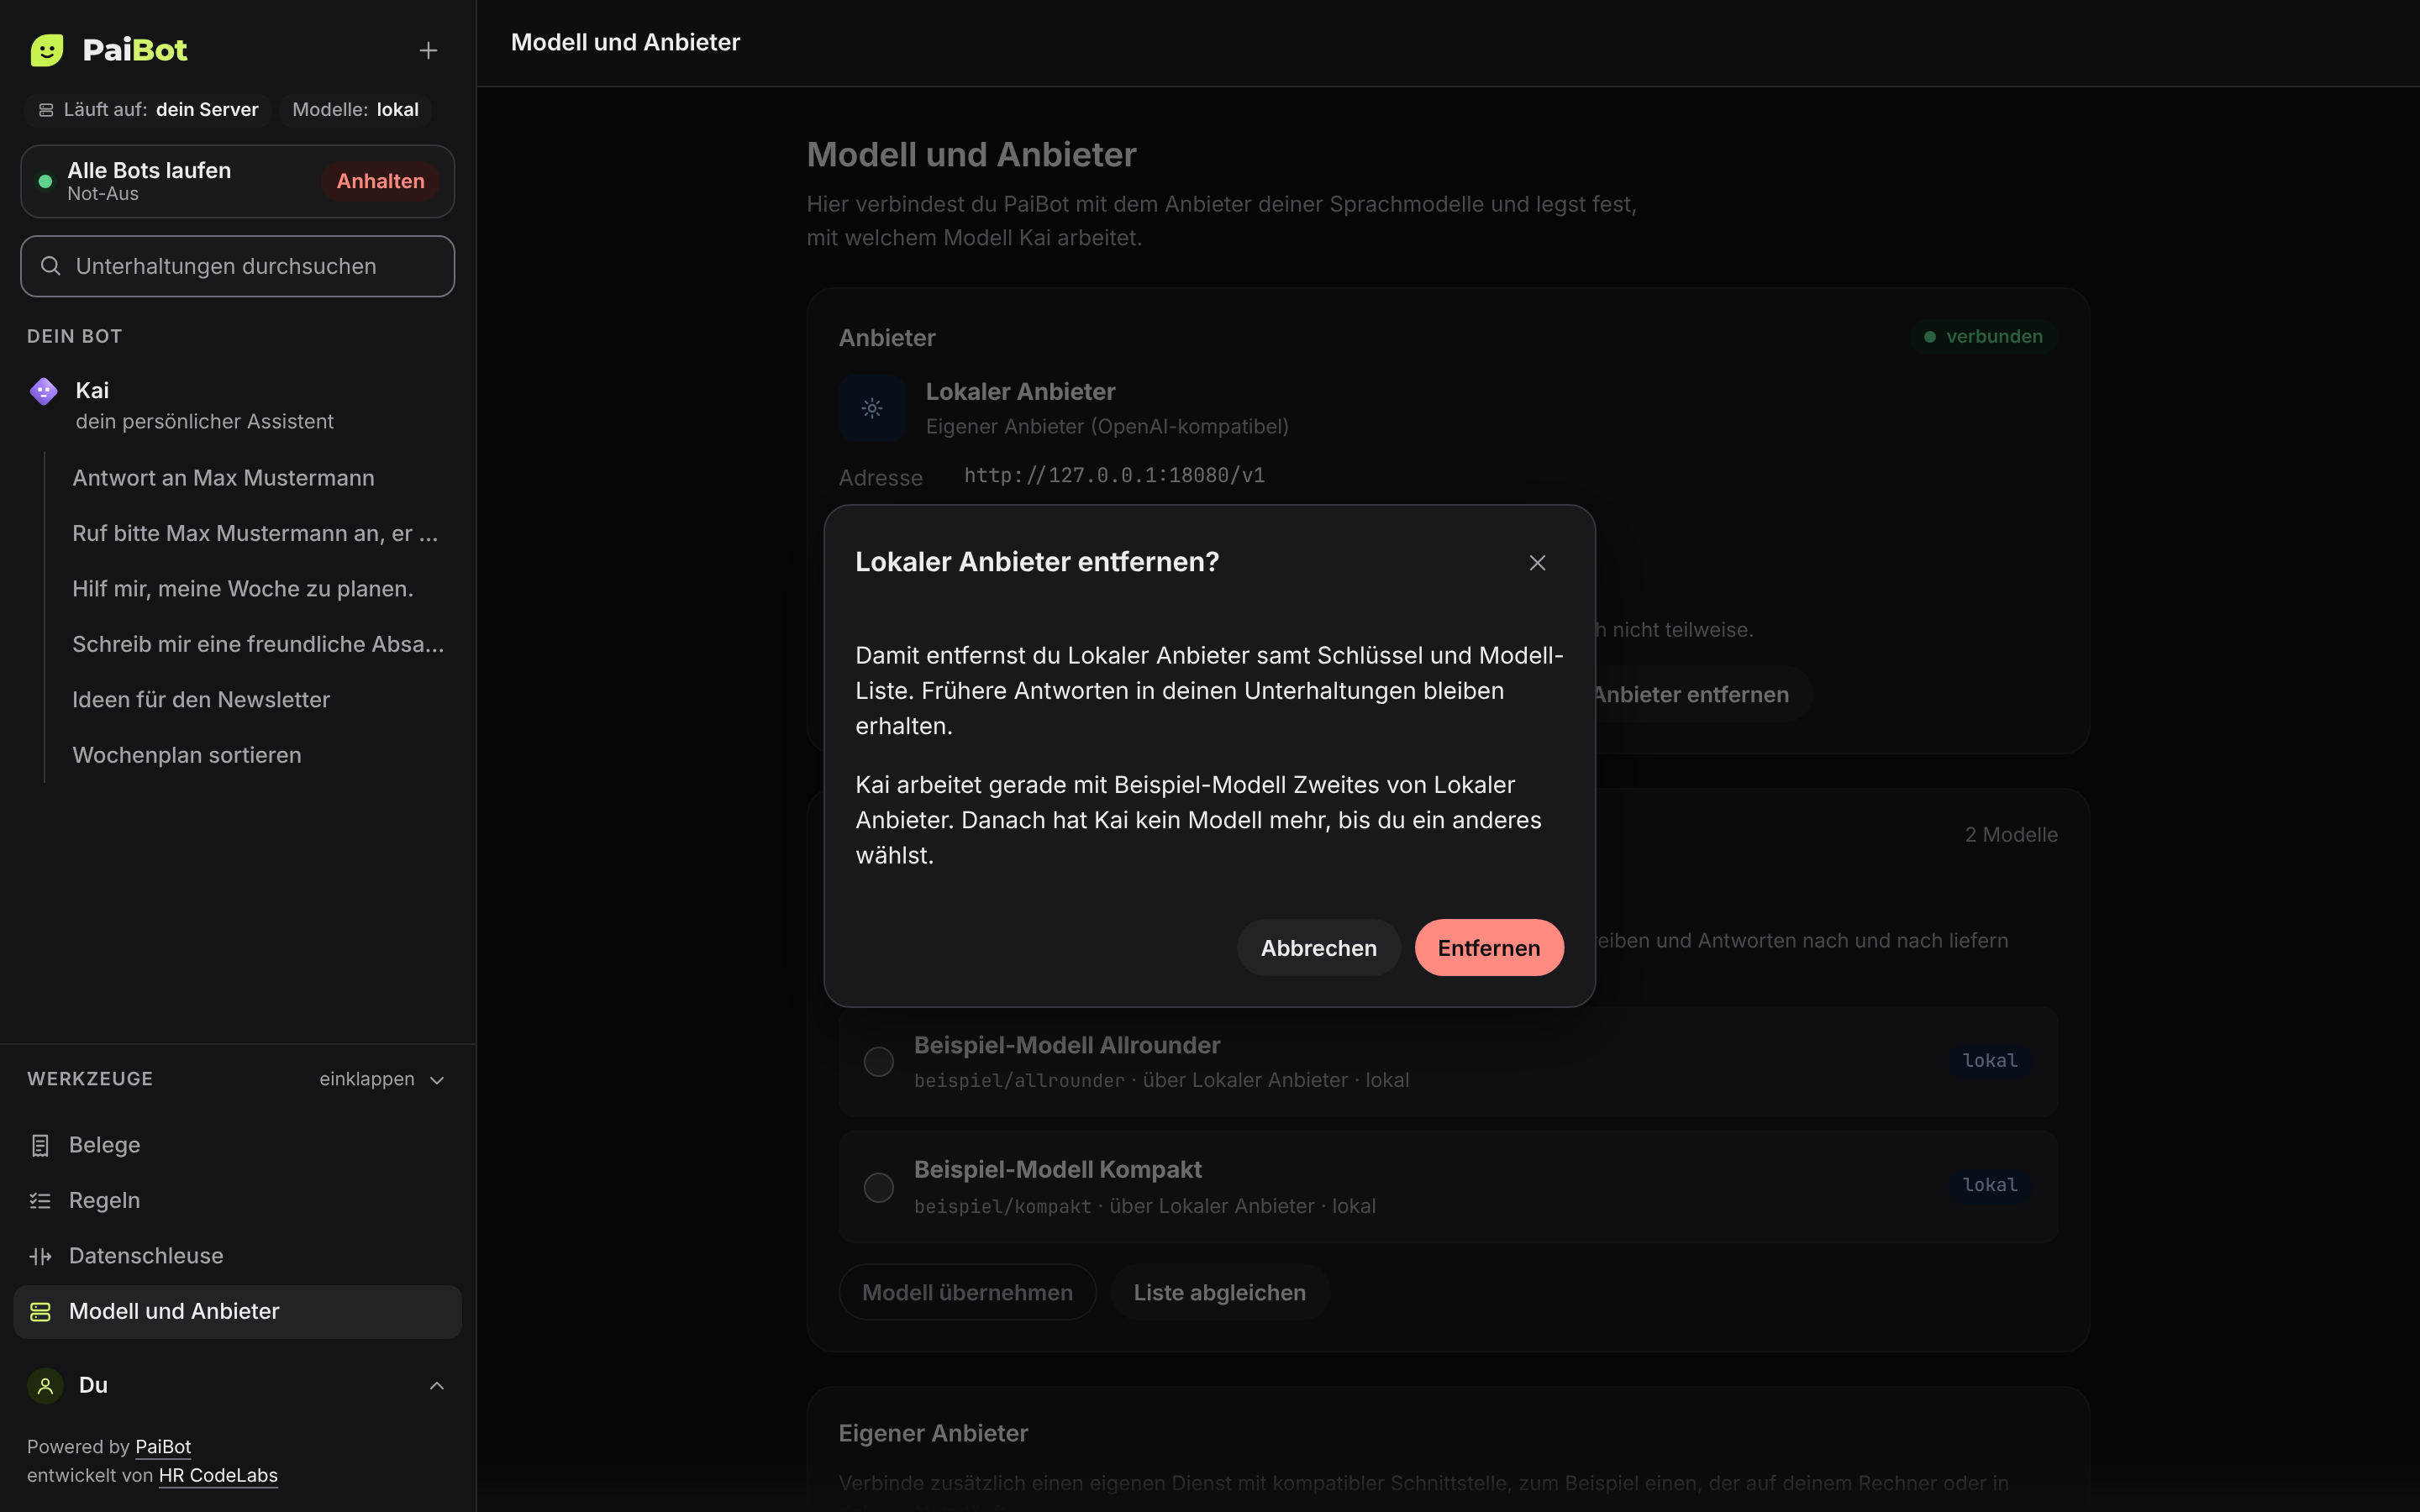 PaiBot
Läuft auf: dein Server
Modelle: lokal
Alle Bots laufen
Not-Aus
Anhalten
Unterhaltungen durchsuchen
DEIN BOT
Kai
dein persönlicher Assistent
Antwort an Max Mustermann
Ruf bitte Max Mustermann an, er ...
Hilf mir, meine Woche zu planen.
Schreib mir eine freundliche Absa...
Ideen für den Newsletter
Wochenplan sortieren
WERKZEUGE
einklappen
Belege
Regeln
Datenschleuse
Modell und Anbieter
Du
Powered by PaiBot
entwickelt von HR CodeLabs
Modell und Anbieter
Modell und Anbieter
Hier verbindest du PaiBot mit dem Anbieter deiner Sprachmodelle und legst fest,
mit welchem Modell Kai arbeitet.
Anbieter
verbunden
Lokaler Anbieter
Eigener Anbieter (OpenAI-kompatibel)
Adresse
http://127.0.0.1:18080/v1
nicht teilweise.
Anbieter entfernen
Lokaler Anbieter entfernen?
Damit entfernst du Lokaler Anbieter samt Schlüssel und Modell-
Liste. Frühere Antworten in deinen Unterhaltungen bleiben
erhalten.
Kai arbeitet gerade mit Beispiel-Modell Zweites von Lokaler
Anbieter. Danach hat Kai kein Modell mehr, bis du ein anderes
wählst.
Abbrechen
Entfernen
2 Modelle
und Antworten nach und nach liefern
Beispiel-Modell Allrounder
beispiel/allrounder · über Lokaler Anbieter · lokal
lokal
Beispiel-Modell Kompakt
beispiel/kompakt · über Lokaler Anbieter · lokal
lokal
Modell übernehmen
Liste abgleichen
Eigener Anbieter
Verbinde zusätzlich einen eigenen Dienst mit kompatibler Schnittstelle, zum Beispiel einen, der auf deinem Rechner oder in